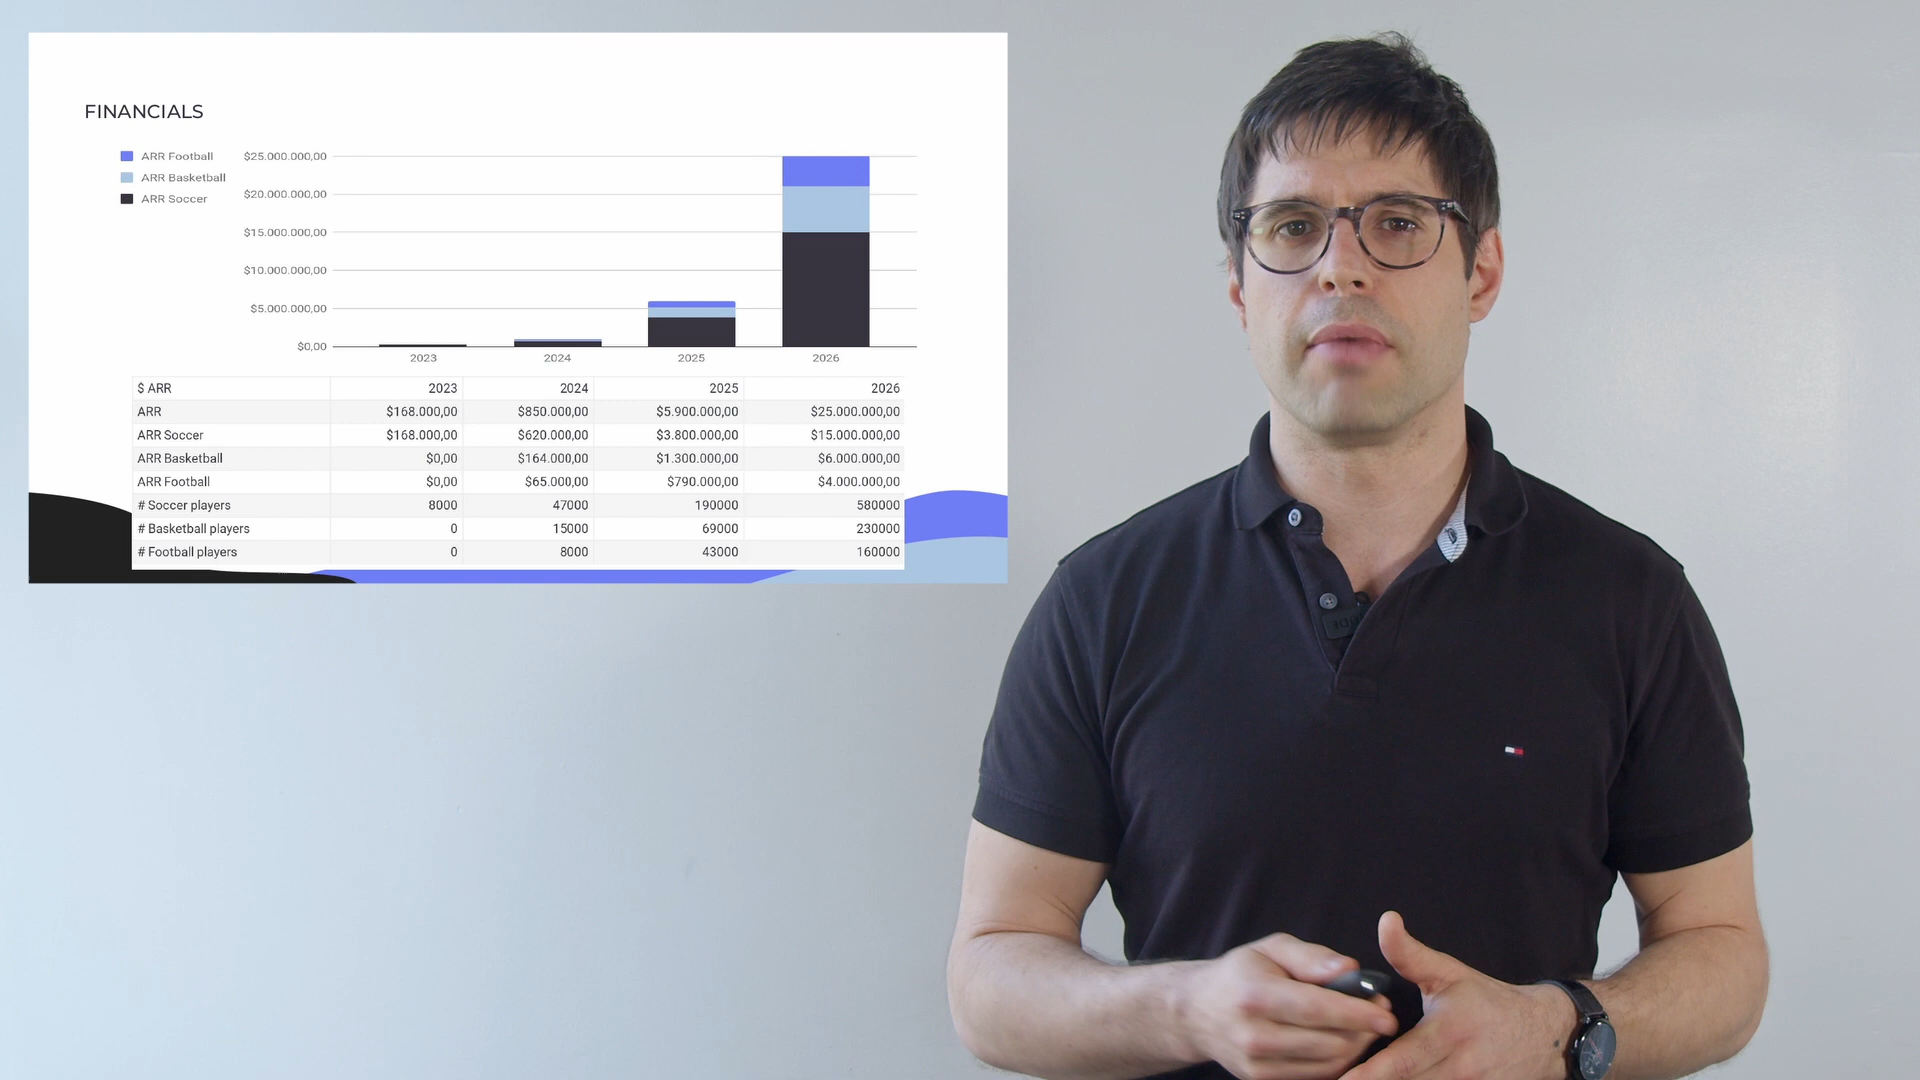 FINANCIALS
ARR Football
ARR Basketball
ARR Soccer
$25.000.000,00
$20.000.000,00
$15.000.000,00
$10.000.000,00
$5.000.000,00
$0,00
2023 2024 2025 2026
$ ARR 2023 2024 2025 2026
ARR $168.000,00 $850.000,00 $5.900.000,00 $25.000.000,00
ARR Soccer $168.000,00 $620.000,00 $3.800.000,00 $15.000.000,00
ARR Basketball $0,00 $164.000,00 $1.300.000,00 $6.000.000,00
ARR Football $0,00 $65.000,00 $790.000,00 $4.000.000,00
# Soccer players 8000 47000 190000 580000
# Basketball players 0 15000 69000 230000
# Football players 0 8000 43000 160000